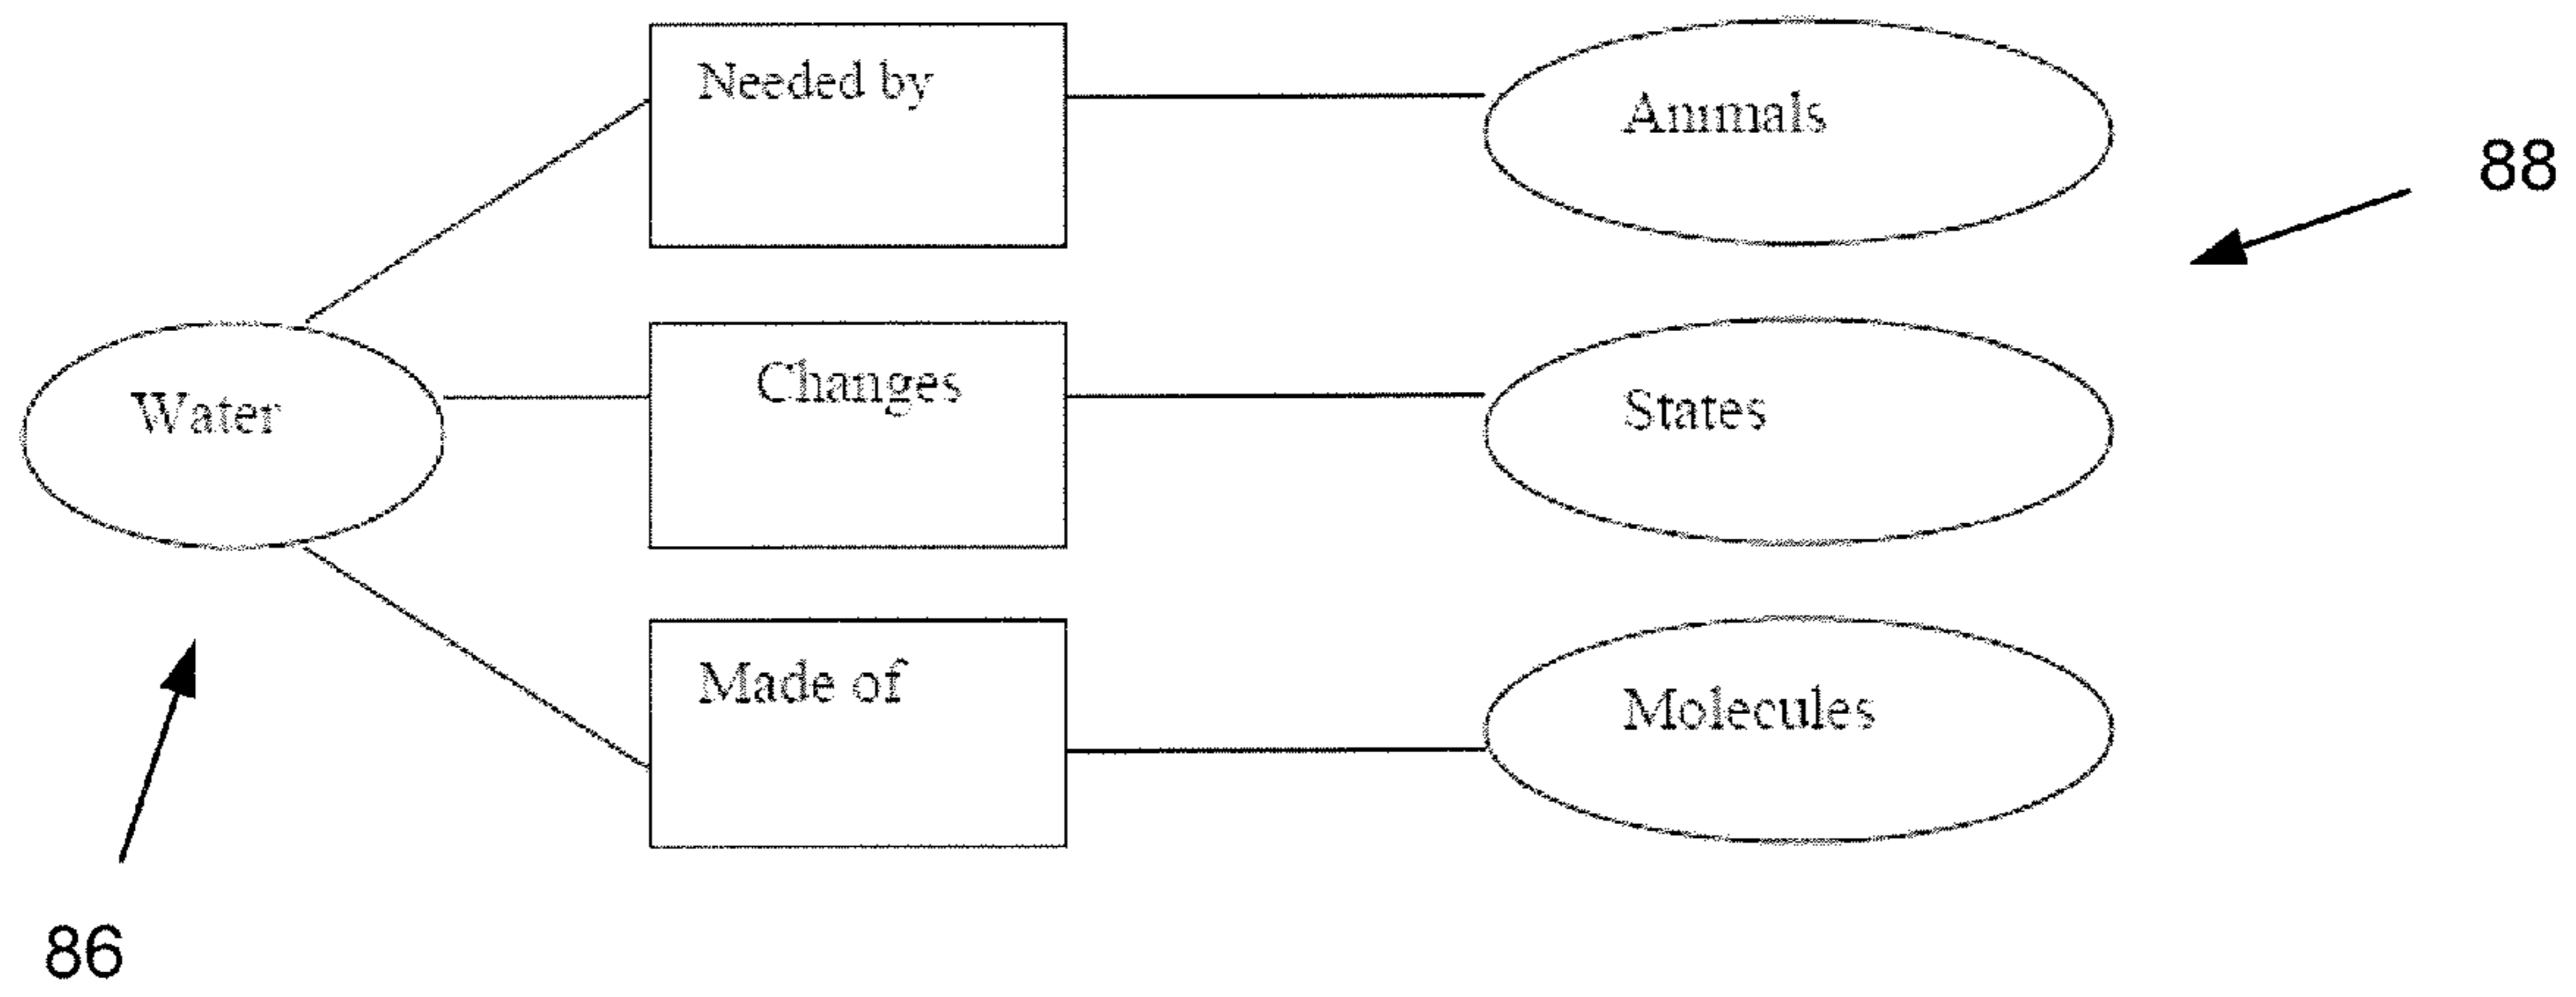 Needed by
Animals
88
Water
Changes
States
Made of
Molecules
86